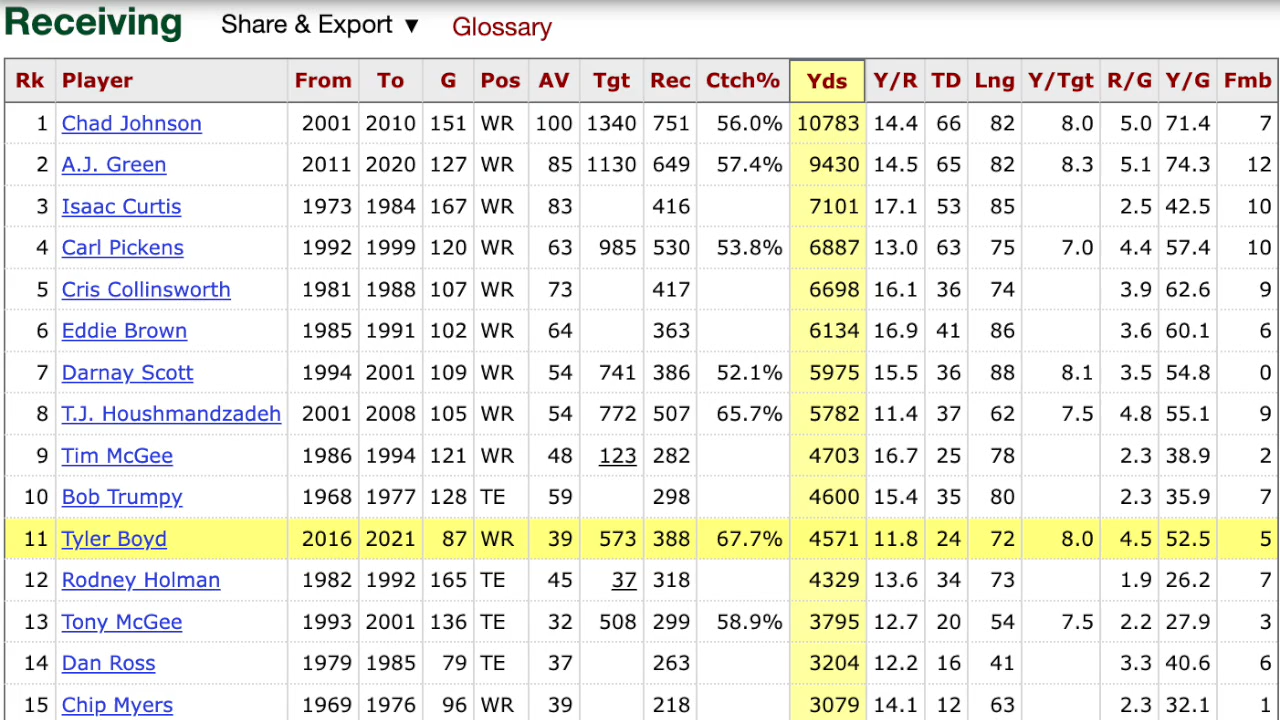 Receiving Share & Export ▼ Glossary
Rk Player From To G Pos AV Tgt Rec Ctch% Yds Y/R TD Lng Y/Tgt R/G Y/G Fmb
1 Chad Johnson 2001 2010 151 WR 100 1340 751 56.0% 10783 14.4 66 82 8.0 5.0 71.4 7
2 A.J. Green 2011 2020 127 WR 85 1130 649 57.4% 9430 14.5 65 82 8.3 5.1 74.3 12
3 Isaac Curtis 1973 1984 167 WR 83 416 7101 17.1 53 85 2.5 42.5 10
4 Carl Pickens 1992 1999 120 WR 63 985 530 53.8% 6887 13.0 63 75 7.0 4.4 57.4 10
5 Cris Collinsworth 1981 1988 107 WR 73 417 6698 16.1 36 74 3.9 62.6 9
6 Eddie Brown 1985 1991 102 WR 64 363 6134 16.9 41 86 3.6 60.1 6
7 Darnay Scott 1994 2001 109 WR 54 741 386 52.1% 5975 15.5 36 88 8.1 3.5 54.8 0
8 T.J. Houshmandzadeh 2001 2008 105 WR 54 772 507 65.7% 5782 11.4 37 62 7.5 4.8 55.1 9
9 Tim McGee 1986 1994 121 WR 48 123 282 4703 16.7 25 78 2.3 38.9 2
10 Bob Trumpy 1968 1977 128 TE 59 298 4600 15.4 35 80 2.3 35.9 7
11 Tyler Boyd 2016 2021 87 WR 39 573 388 67.7% 4571 11.8 24 72 8.0 4.5 52.5 5
12 Rodney Holman 1982 1992 165 TE 45 37 318 4329 13.6 34 73 1.9 26.2 7
13 Tony McGee 1993 2001 136 TE 32 508 299 58.9% 3795 12.7 20 54 7.5 2.2 27.9 3
14 Dan Ross 1979 1985 79 TE 37 263 3204 12.2 16 41 3.3 40.6 6
15 Chip Myers 1969 1976 96 WR 39 218 3079 14.1 12 63 2.3 32.1 1